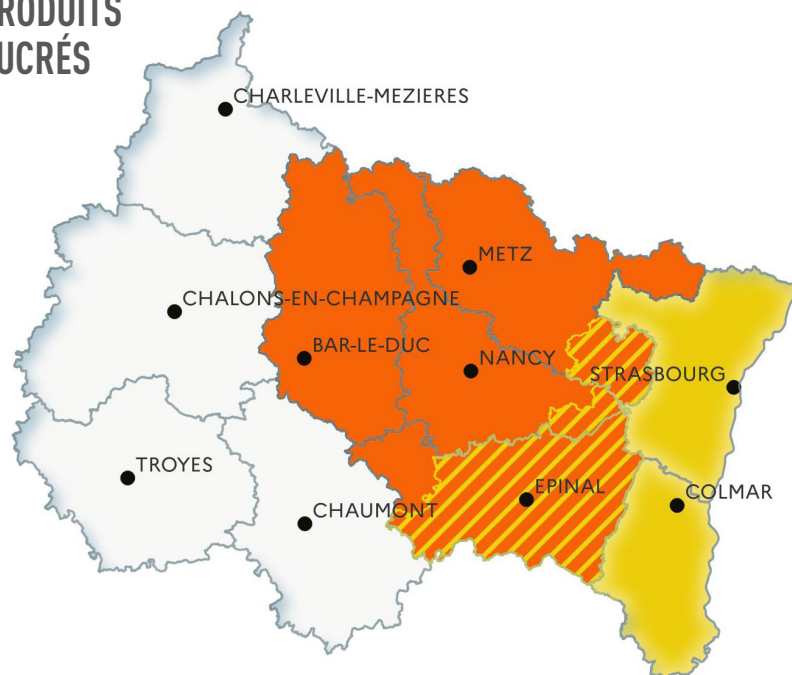 RODUITS
UCRÉS
CHARLEVILLE-MEZIERES
METZ
CHALONS-EN-CHAMPAGNE
BAR-LE-DUC
NANCY
STRASBOURG
TROYES
EPINAL
COLMAR
CHAUMONT